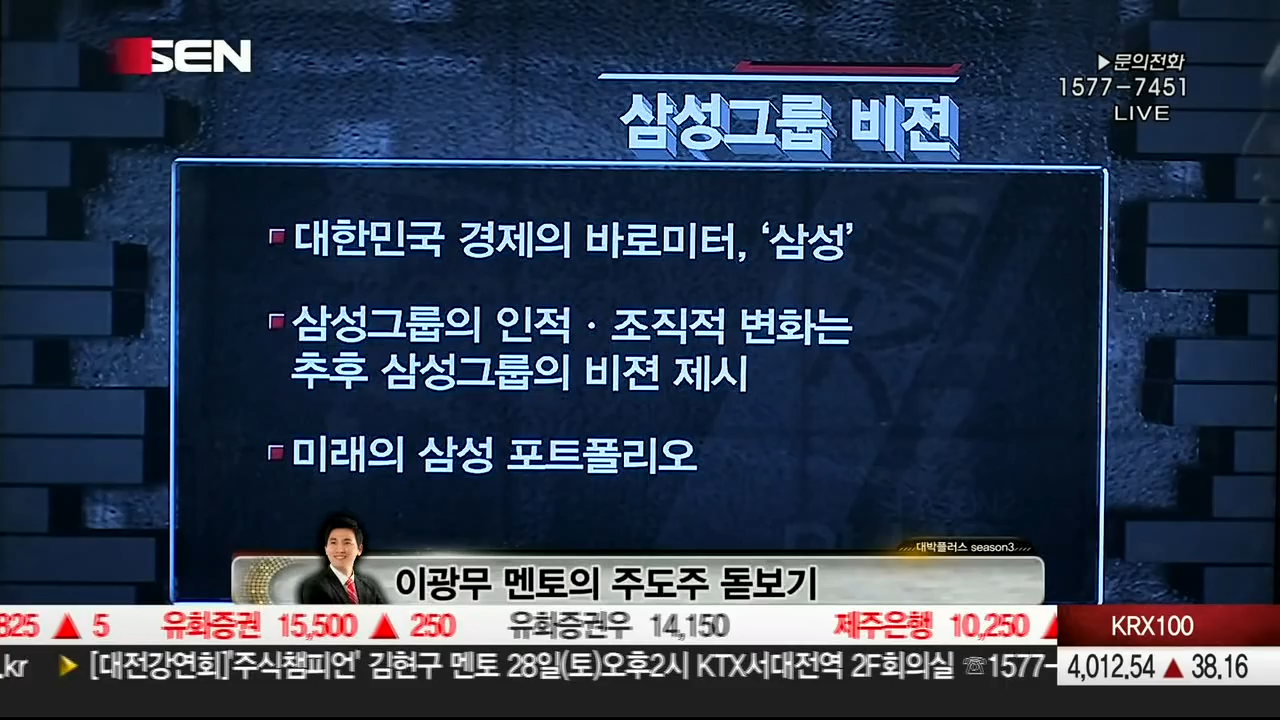 SEN
▶문의전화
1577-7451
LIVE
삼성그룹 비젼
대한민국 경제의 바로미터, ‘삼성’
삼성그룹의 인적 · 조직적 변화는
추후 삼성그룹의 비젼 제시
미래의 삼성 포트폴리오
대박플러스 season3
이광무 멘토의 주도주 돋보기
825 ▲ 5 유화증권 15,500 ▲ 250 유화증권우 14,150 제주은행 10,250 ▲
KRX100
.kr ▶ [대전강연회]'주식챔피언' 김현구 멘토 28일(토)오후2시 KTX서대전역 2F회의실 ☏1577-
4,012.54 ▲ 38.16